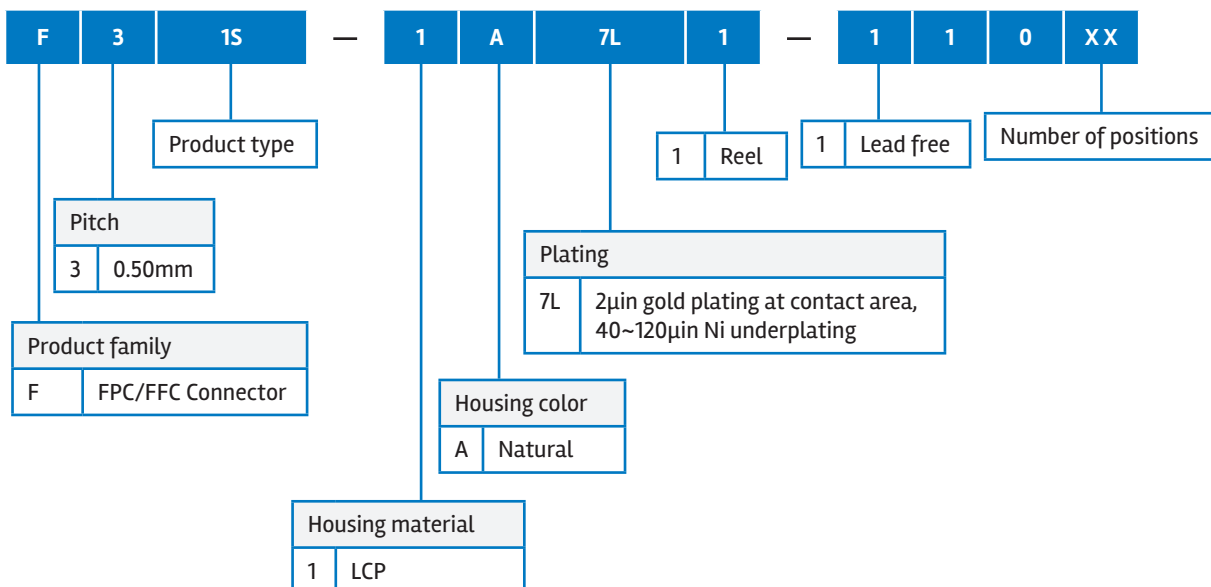 F 3 1S — 1 A 7L 1 — 1 1 0 X X
Product type
1 Reel
1 Lead free
Number of positions
Pitch
3 0.50mm
Plating
7L 2µin gold plating at contact area,
40~120µin Ni underplating
Product family
F FPC/FFC Connector
Housing color
A Natural
Housing material
1 LCP